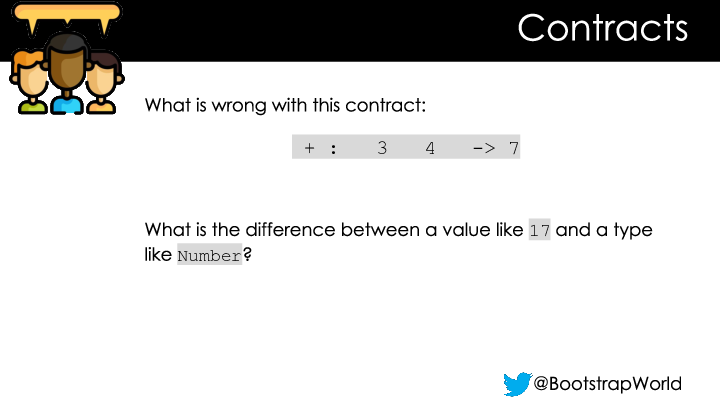 Contracts
What is wrong with this contract:
+ : 3 4 -> 7
What is the difference between a value like 17 and a type
like Number?
@BootstrapWorld